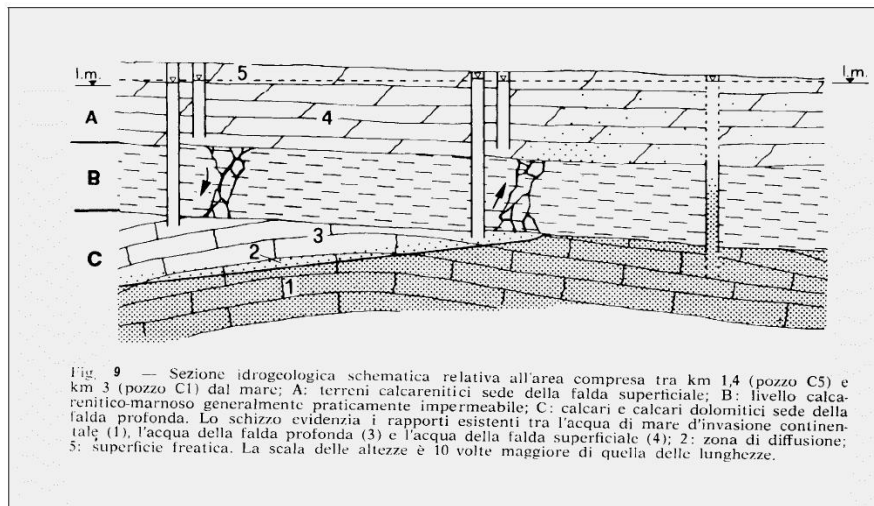 l.m.
5
l.m.
A
4
B
3
C
2
1
Fig. 9 — Sezione idrogeologica schematica relativa all'area compresa tra km 1,4 (pozzo C5) e
km 3 (pozzo C1) dal mare; A: terreni calcarenitici sede della falda superficiale; B: livello calca-
renitico-marnoso generalmente praticamente impermeabile; C: calcari e calcari dolomitici sede della
falda profonda. Lo schizzo evidenzia i rapporti esistenti tra l'acqua di mare d'invasione continen-
tale (1), l'acqua della falda profonda (3) e l'acqua della falda superficiale (4); 2: zona di diffusione;
5: superficie freatica. La scala delle altezze è 10 volte maggiore di quella delle lunghezze.